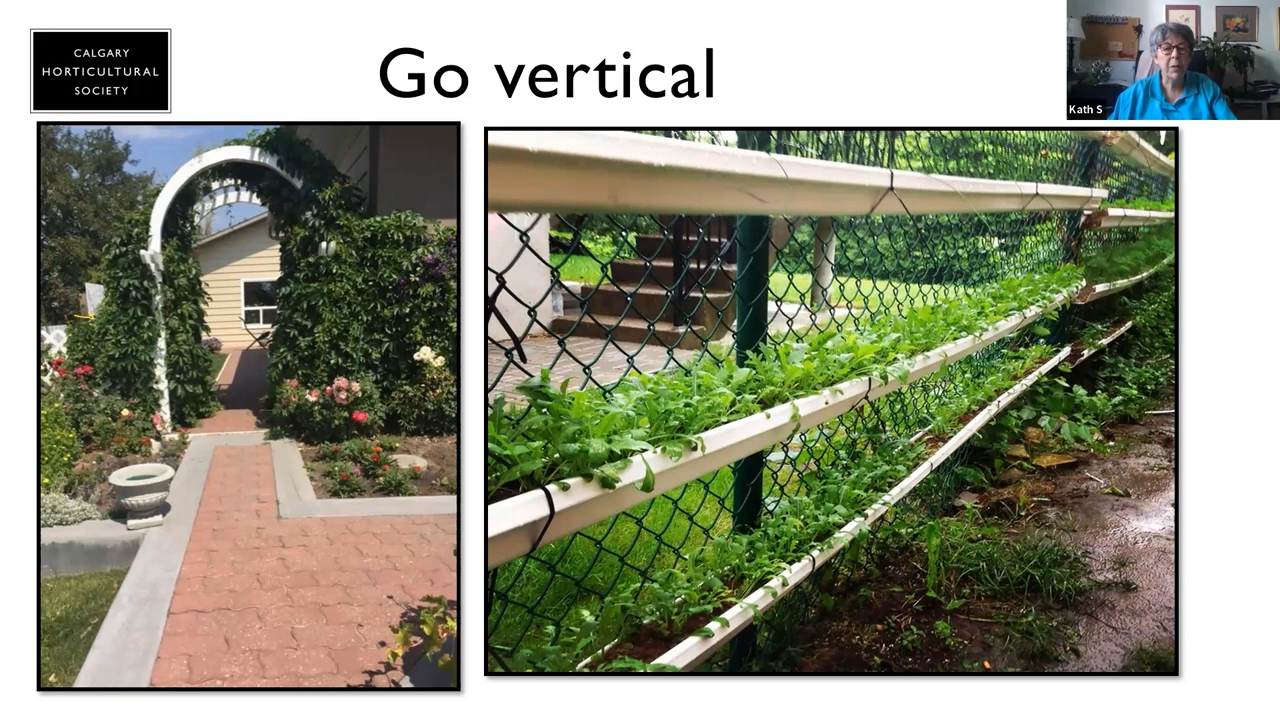 CALGARY
HORTICULTURAL
SOCIETY
Go vertical
Kath S